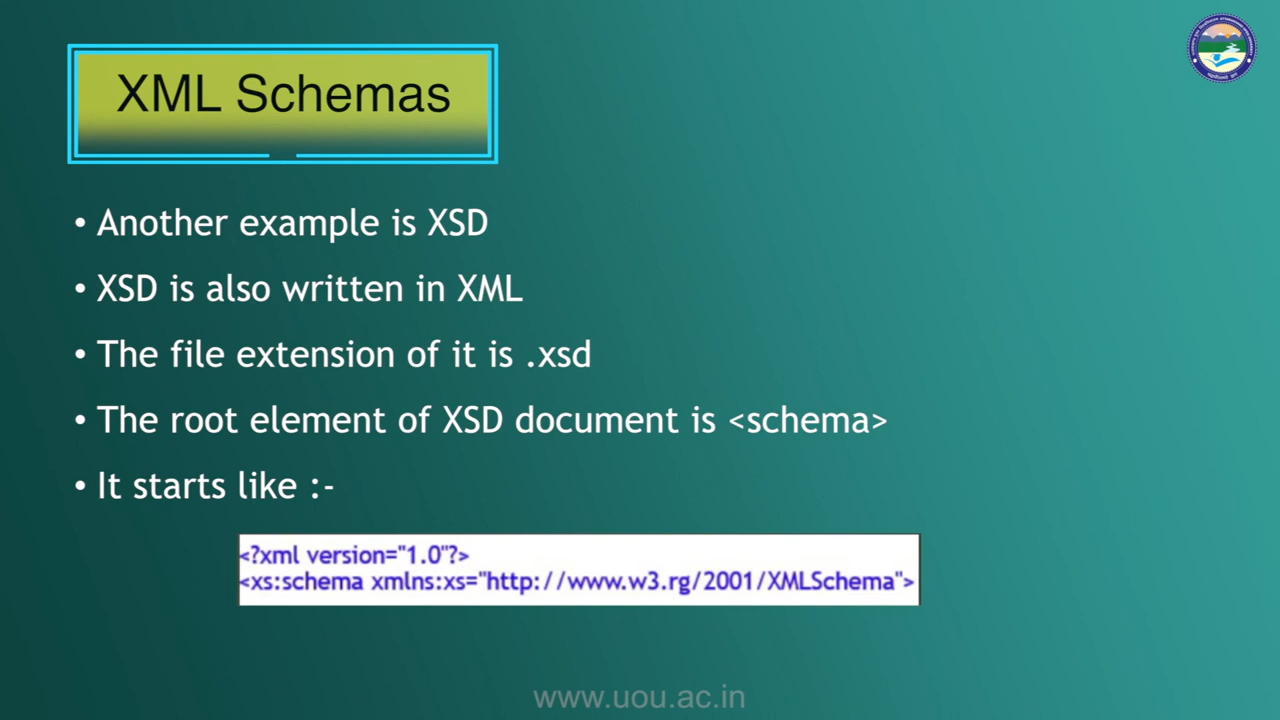 XML Schemas
• Another example is XSD
• XSD is also written in XML
• The file extension of it is .xsd
• The root element of XSD document is <schema>
• It starts like :-
<?xml version="1.0"?>
<xs:schema xmlns:xs="http://www.w3.rg/2001/XMLSchema">
www.uou.ac.in